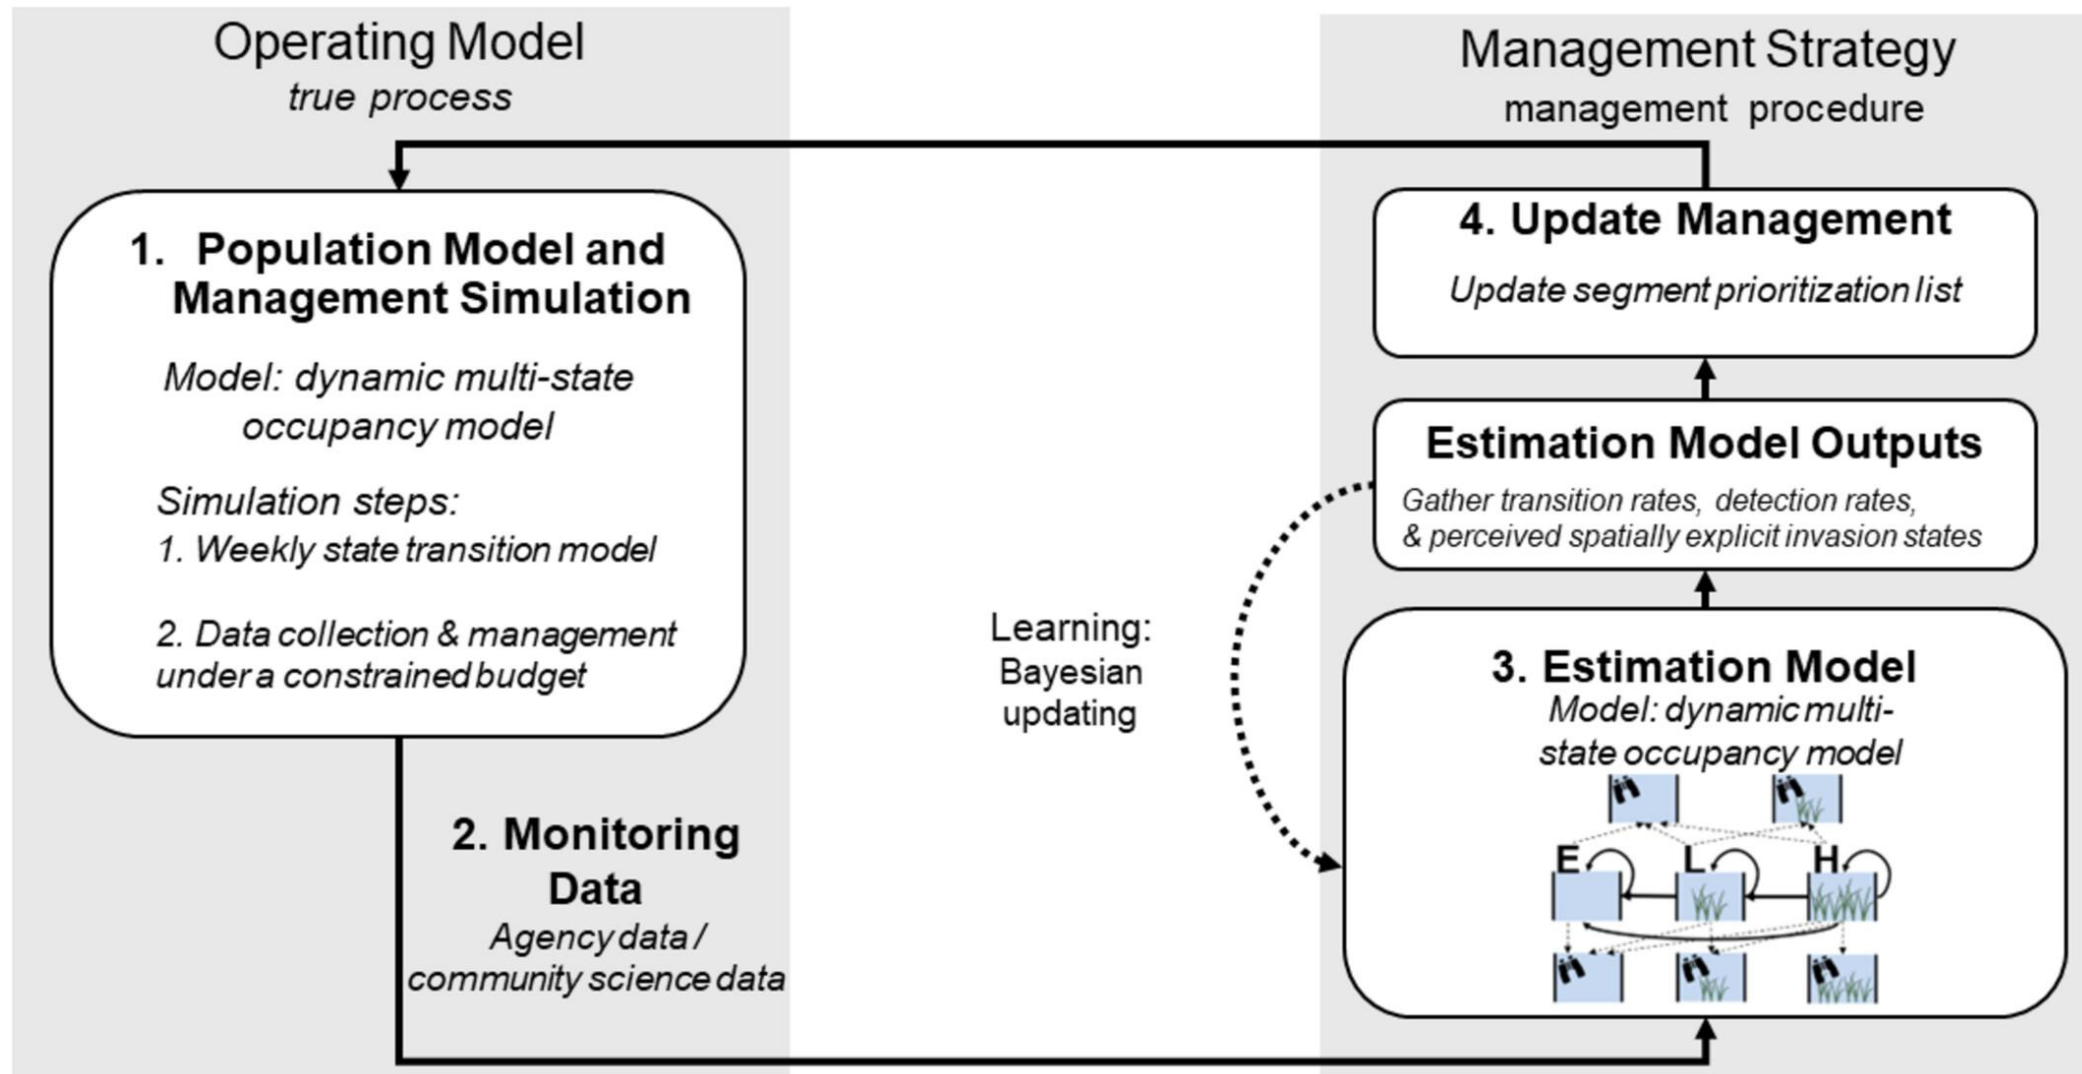 Operating Model
true process
1. Population Model and
Management Simulation
Model: dynamic multi-state
occupancy model
Simulation steps:
1. Weekly state transition model
2. Data collection & management
under a constrained budget
2. Monitoring
Data
Agency data /
community science data
Learning:
Bayesian
updating
Management Strategy
management procedure
4. Update Management
Update segment prioritization list
Estimation Model Outputs
Gather transition rates, detection rates,
& perceived spatially explicit invasion states
3. Estimation Model
Model: dynamic multi-
state occupancy model
E L H